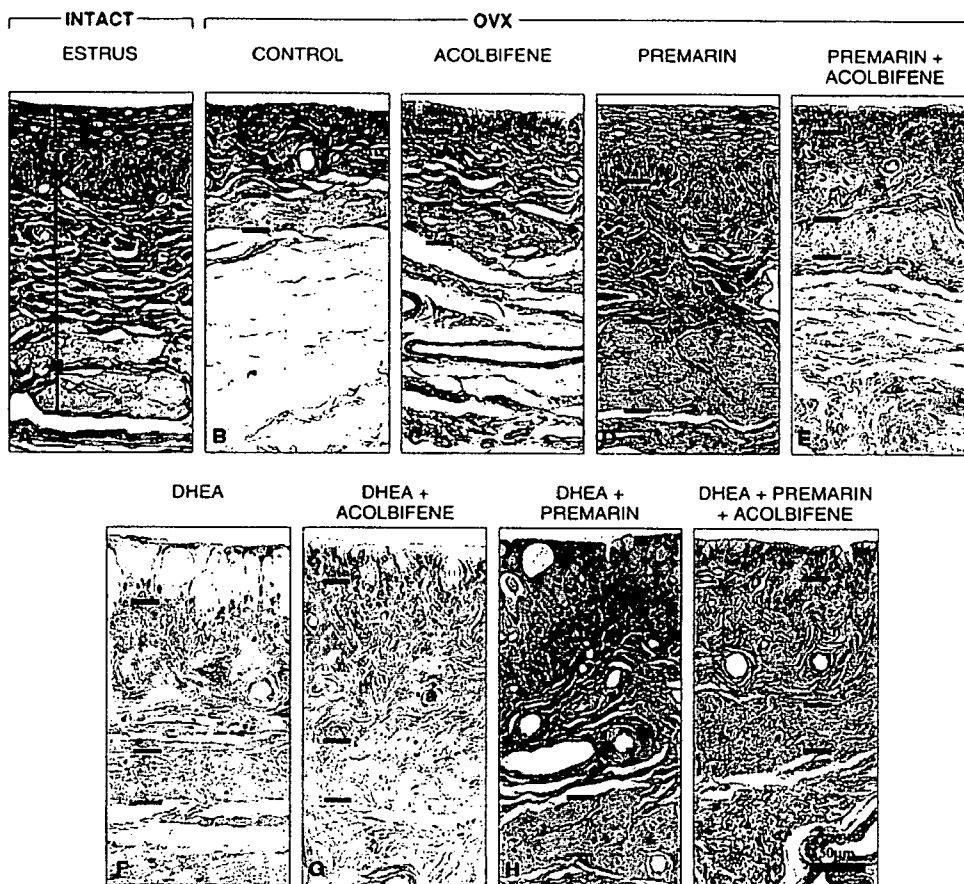 INTACT
OVX
ESTRUS
CONTROL
ACOLBIFENE
PREMARIN
PREMARIN +
ACOLBIFENE
A
B
C
D
E
DHEA
DHEA +
ACOLBIFENE
DHEA +
PREMARIN
DHEA + PREMARIN
+ ACOLBIFENE
F
G
H